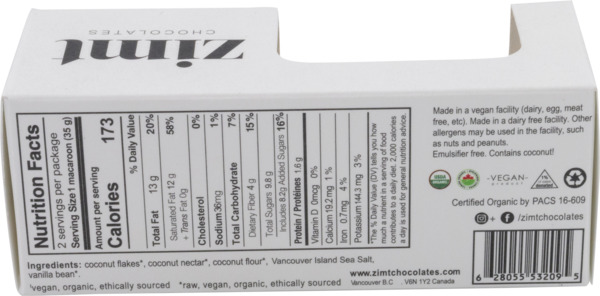 zimt
CHOCOLATES
Nutrition Facts
2 servings per package
Serving Size 1 macaroon (35 g)
Amount per serving
Calories 173
% Daily Value
Total Fat 13 g 20%
Saturated Fat 12 g 58%
+ Trans Fat 0g
Cholesterol 0%
Sodium 38mg 1%
Total Carbohydrate 7%
Dietary Fiber 4 g 15%
Total Sugars 9.8 g
Includes 8.2g Added Sugars 16%
Protein / Protéines 1.6 g
Vitamin D 0mcg 0%
Calcium 19.2 mg 1%
Iron 0.7mg 4%
Potassium 144.3 mg 3%
*The % Daily Value (DV) tells you how
much a nutrient in a serving of food
contributes to a daily diet. 2,000 calories
a day is used for general nutrition advice.
Made in a vegan facility (dairy, egg, meat
free, etc). Made in a dairy free facility. Other
allergens may be used in the facility, such
as nuts and peanuts.
Emulsifier free. Contains coconut!
USDA
ORGANIC
-VEGAN-
1%
Certified Organic by PACS 16-609
+ f /zimtchocolates
Ingredients: coconut flakes*, coconut nectar*, coconut flour*, Vancouver Island Sea Salt,
vanilla bean*.
*vegan, organic, ethically sourced *raw, vegan, organic, ethically sourced
www.zimtchocolates.com
Vancouver B.C. V6N 1Y2 Canada
6 28055 53209 5